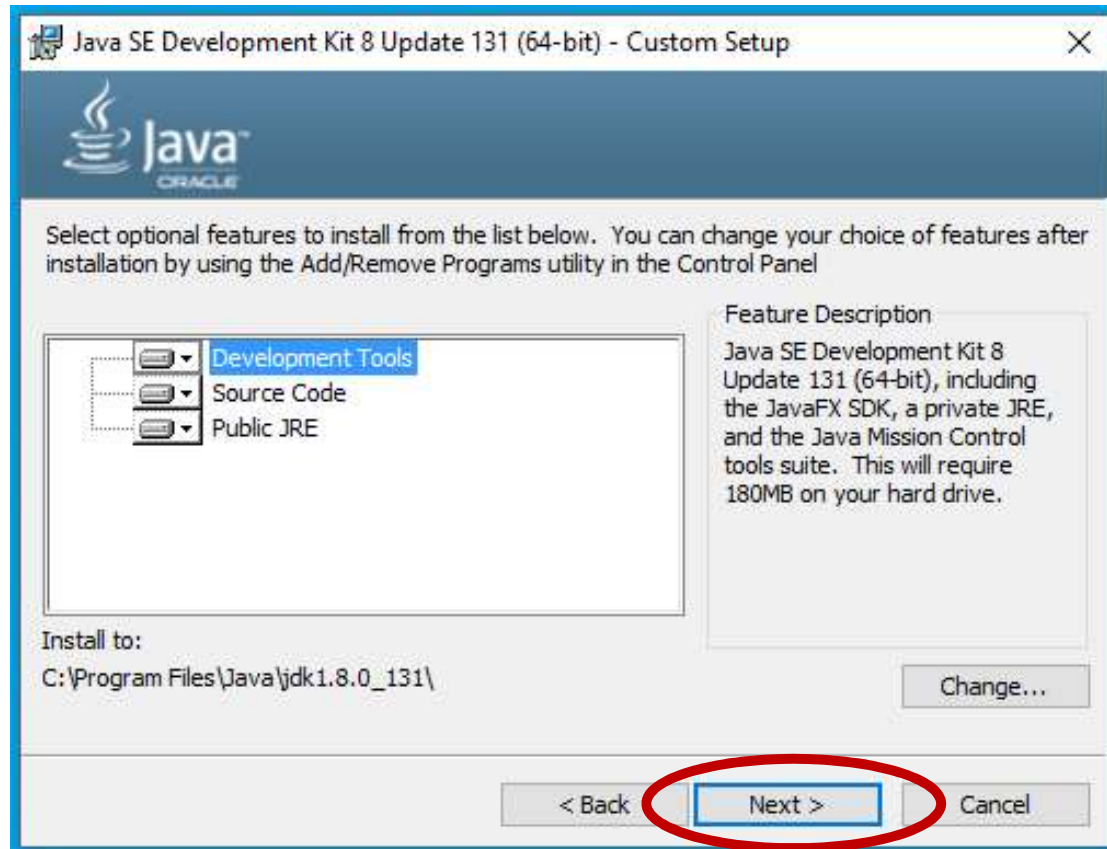 Java SE Development Kit 8 Update 131 (64-bit) - Custom Setup
Java™
ORACLE
Select optional features to install from the list below.  You can change your choice of features after
installation by using the Add/Remove Programs utility in the Control Panel
Development Tools
Source Code
Public JRE
Feature Description
Java SE Development Kit 8
Update 131 (64-bit), including
the JavaFX SDK, a private JRE,
and the Java Mission Control
tools suite.  This will require
180MB on your hard drive.
Install to:
C:\Program Files\Java\jdk1.8.0_131\
Change...
< Back
Next >
Cancel